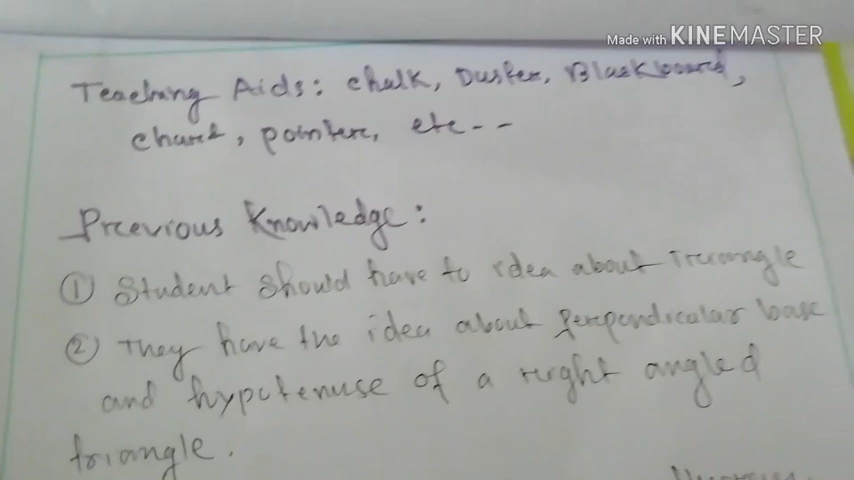 Made with KINEMASTER
Teaching Aids: Chalk, Duster, Blackboard,
Chart, pointer, etc--
Previous Knowledge:
① Student should have to idea about Triangle
② They have the idea about perpendicular base
and hypotenuse of a right angled
triangle.